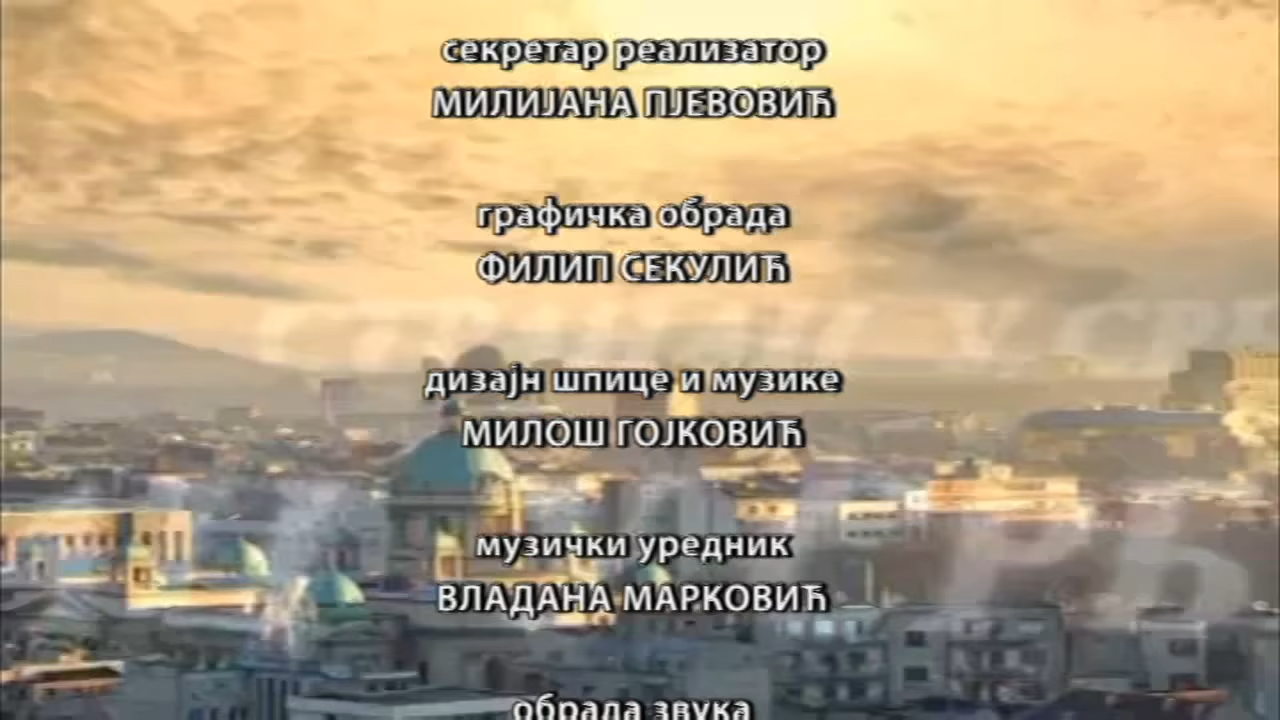 секретар реализатор
МИЛИЈАНА ПЈЕВОВИЋ
графичка обрада
ФИЛИП СЕКУЛИЋ
дизајн шпице и музике
МИЛОШ ГОЈКОВИЋ
музички уредник
ВЛАДАНА МАРКОВИЋ
обрада звука